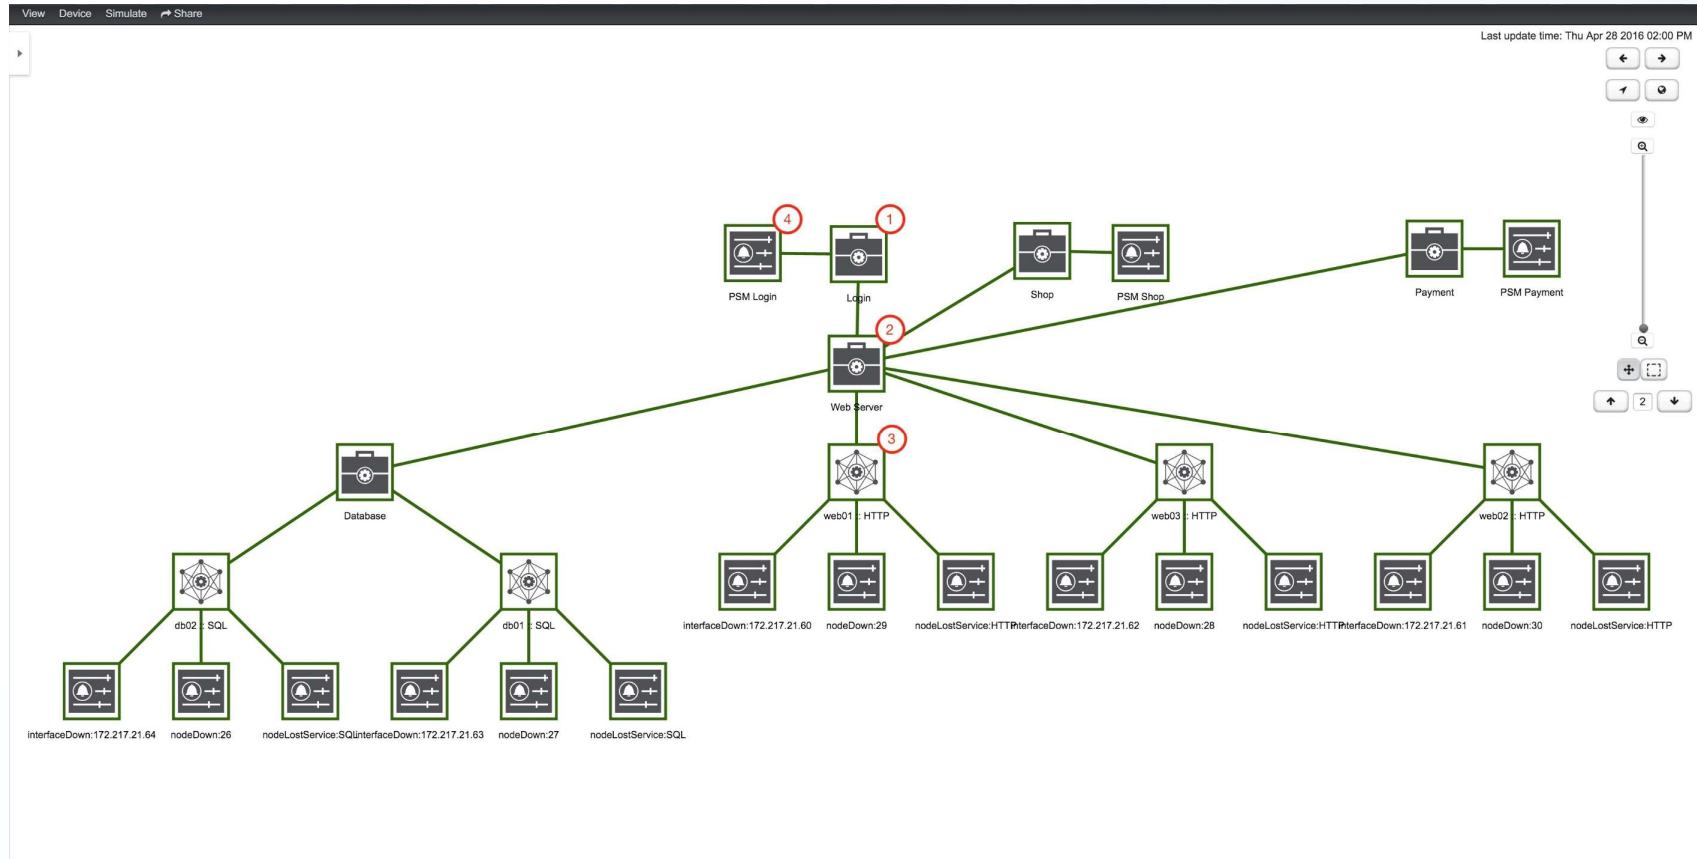 View Device Simulate Share
Last update time: Thu Apr 28 2016 02:00 PM
4
1
PSM Login
Login
Shop
PSM Shop
Payment
PSM Payment
2
Web Server
2
3
Database
web01 :: HTTP
web03 :: HTTP
web02 :: HTTP
db02 :: SQL
db01 :: SQL
interfaceDown:172.217.21.60
nodeDown:29
nodeLostService:HTTP
interfaceDown:172.217.21.62
nodeDown:28
nodeLostService:HTTP
interfaceDown:172.217.21.61
nodeDown:30
nodeLostService:HTTP
interfaceDown:172.217.21.64
nodeDown:26
nodeLostService:SQL
interfaceDown:172.217.21.63
nodeDown:27
nodeLostService:SQL